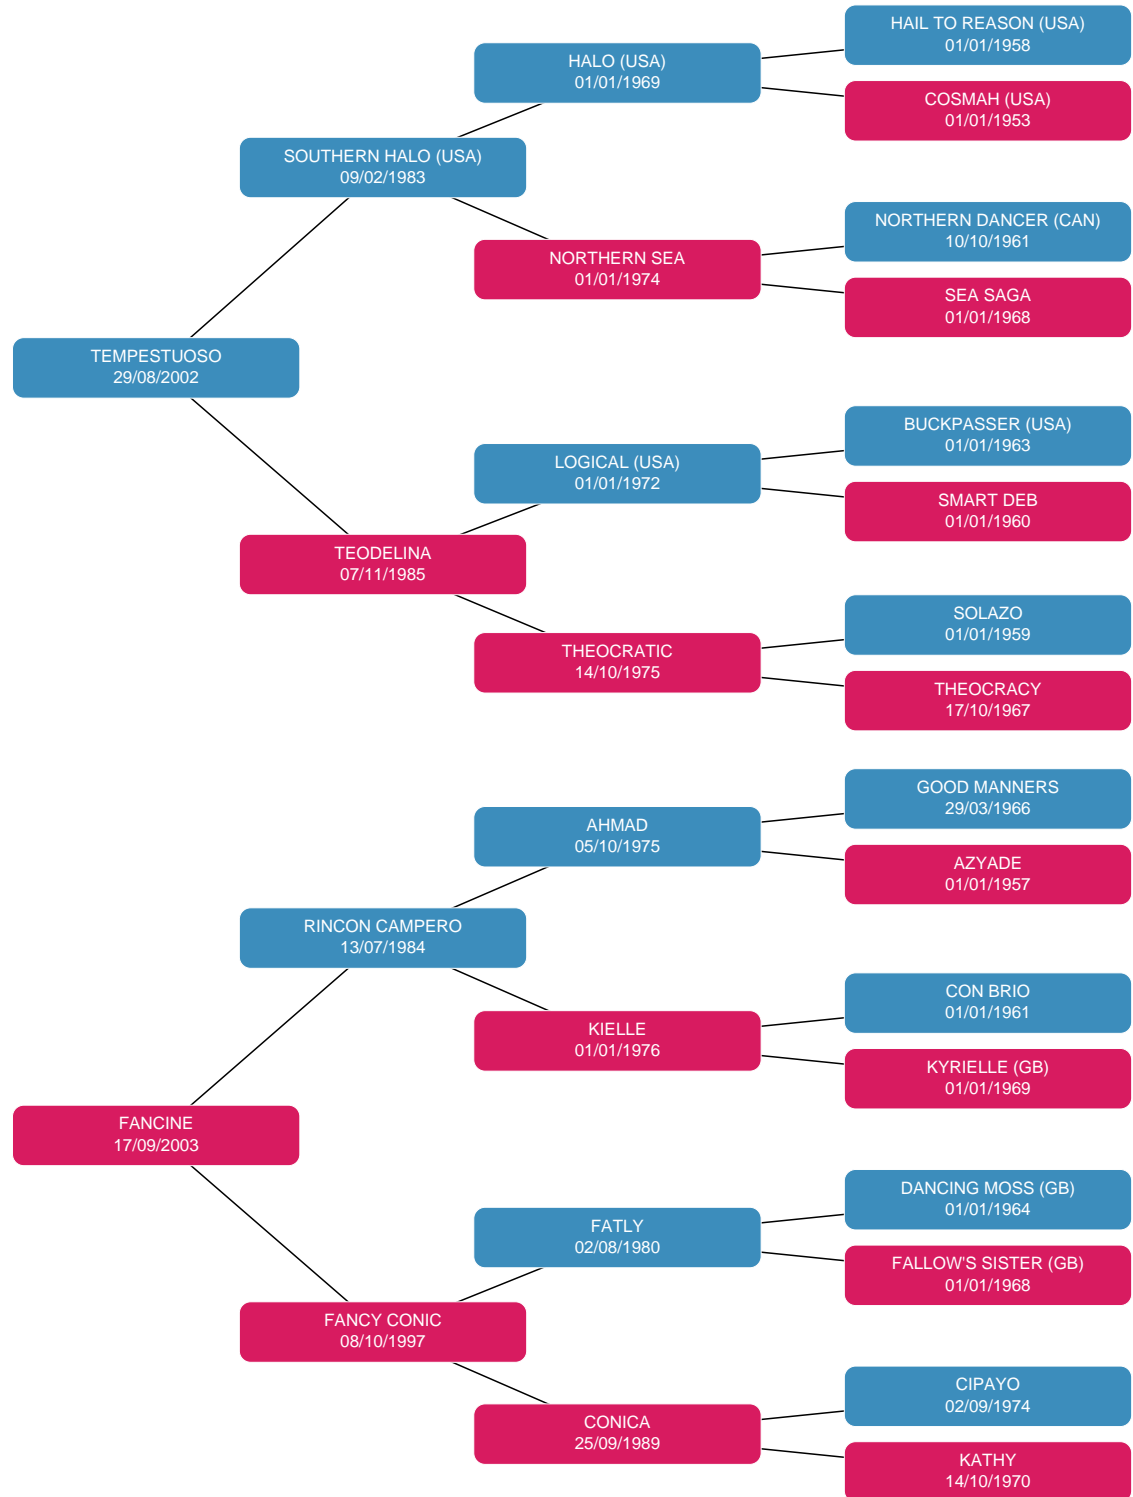 HAIL TO REASON (USA)
01/01/1958
HALO (USA)
01/01/1969
COSMAH (USA)
01/01/1953
SOUTHERN HALO (USA)
09/02/1983
NORTHERN DANCER (CAN)
10/10/1961
NORTHERN SEA
01/01/1974
SEA SAGA
01/01/1968
TEMPESTUOSO
29/08/2002
BUCKPASSER (USA)
01/01/1963
LOGICAL (USA)
01/01/1972
SMART DEB
01/01/1960
TEODELINA
07/11/1985
SOLAZO
01/01/1959
THEOCRATIC
14/10/1975
THEOCRACY
17/10/1967
GOOD MANNERS
29/03/1966
AHMAD
05/10/1975
AZYADE
01/01/1957
RINCON CAMPERO
13/07/1984
CON BRIO
01/01/1961
KIELLE
01/01/1976
KYRIELLE (GB)
01/01/1969
FANCINE
17/09/2003
DANCING MOSS (GB)
01/01/1964
FATLY
02/08/1980
FALLOW'S SISTER (GB)
01/01/1968
FANCY CONIC
08/10/1997
CIPAYO
02/09/1974
CONICA
25/09/1989
KATHY
14/10/1970